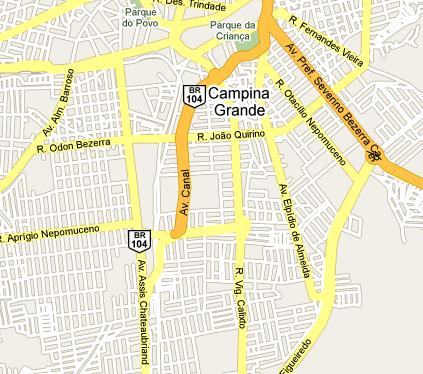 R. Des. Trindade
Parque
do Povo
Parque da
Criança
R. Fernandes Vieira
Av. Alm. Barroso
BR
104
Campina
Grande
Av. Pref. Severino Bezerra
R. Otacílio Nepomuceno
R. João Quirino
R. Odon Bezerra
Av. Canal
Av. Elpídio de Almeida
R. Aprígio Nepomuceno
BR
104
Av. Assis Chateaubriand
R. Vig. Calixto
Figueiredo